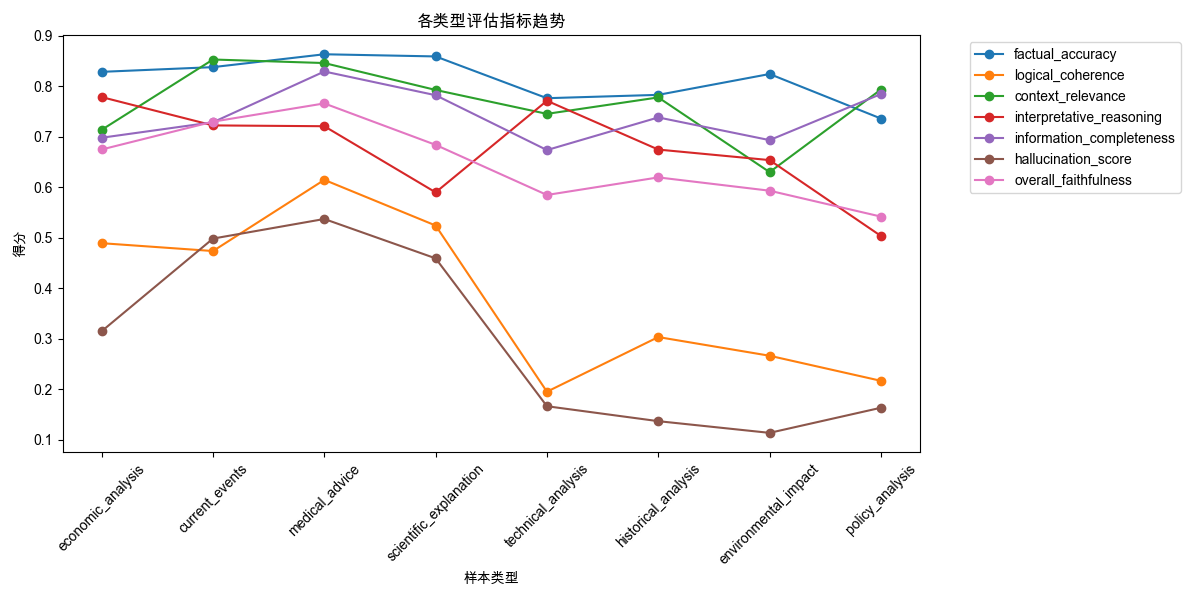 各类型评估指标趋势
得分
0.9
0.8
0.7
0.6
0.5
0.4
0.3
0.2
0.1
economic_analysis
current_events
medical_advice
scientific_explanation
technical_analysis
historical_analysis
environmental_impact
policy_analysis
样本类型
factual_accuracy
logical_coherence
context_relevance
interpretative_reasoning
information_completeness
hallucination_score
overall_faithfulness